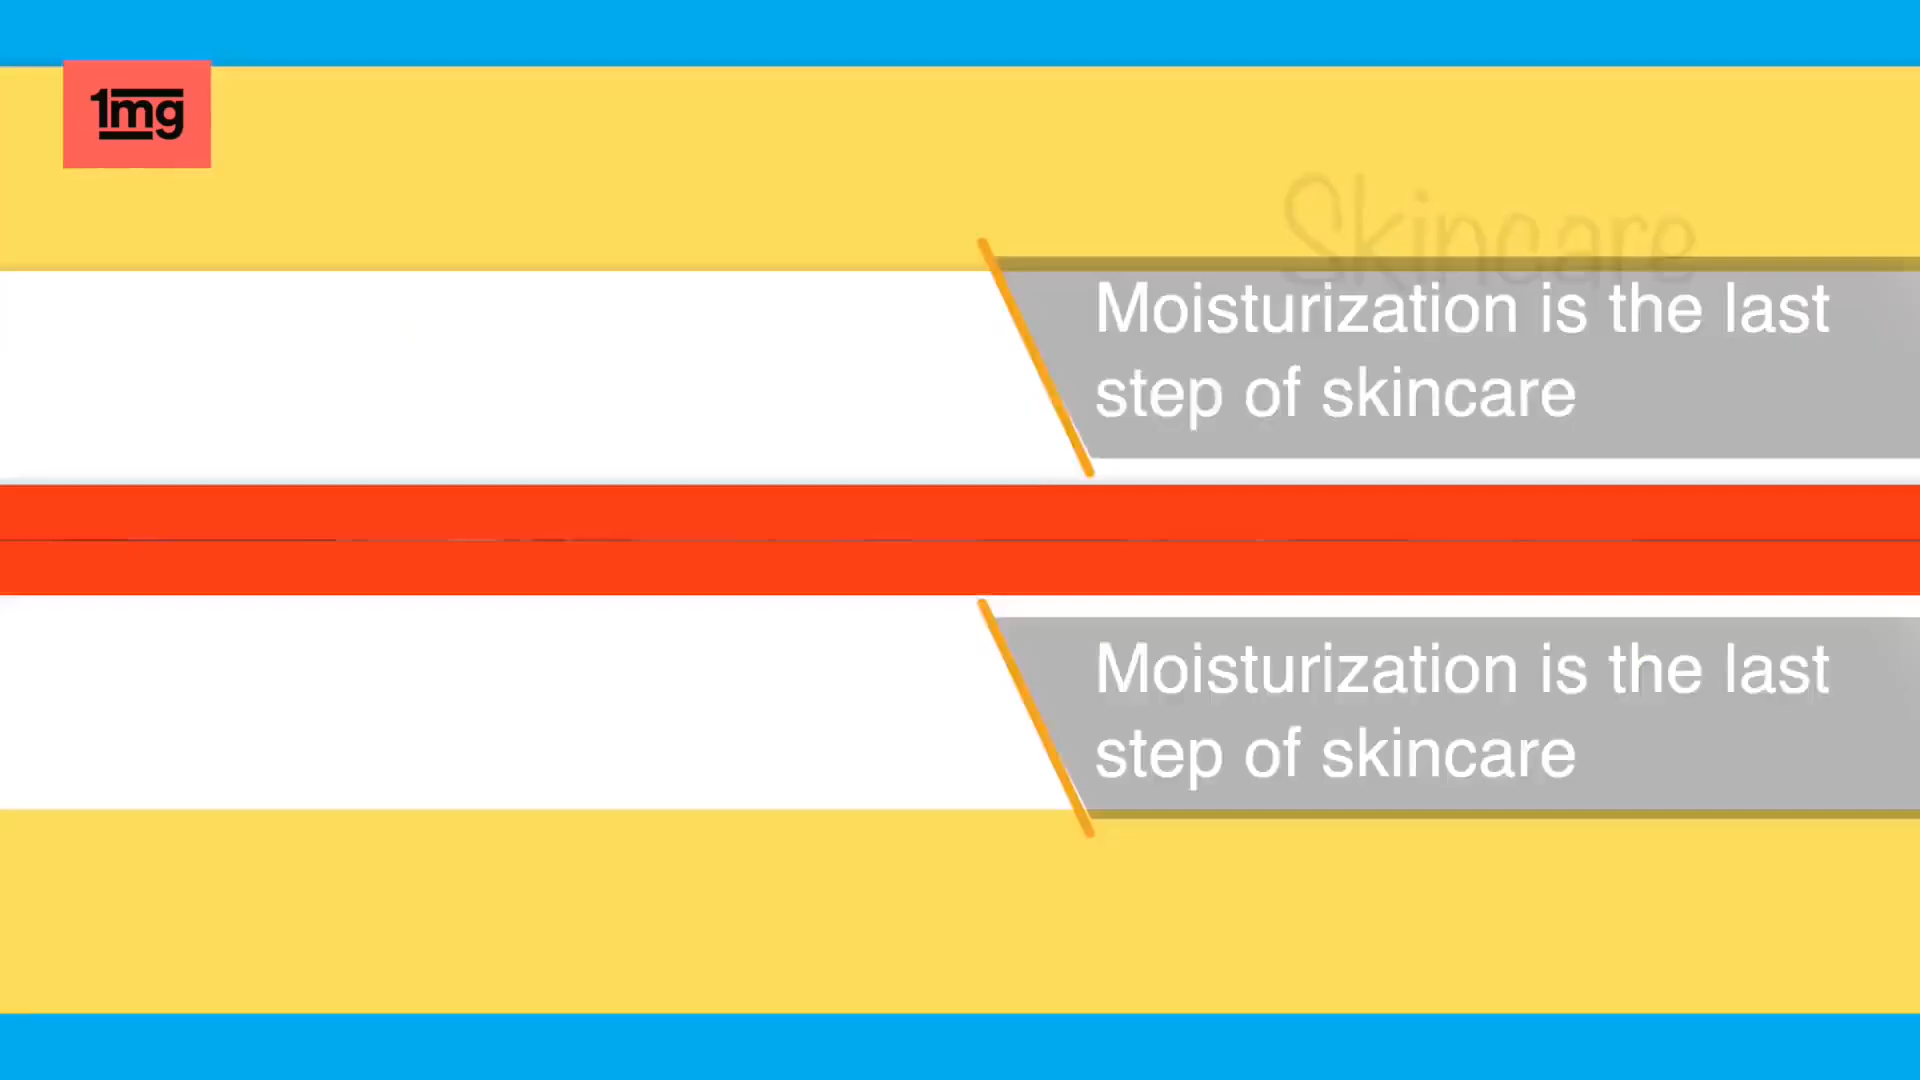 1mg
Skincare
Moisturization is the last
step of skincare
Moisturization is the last
step of skincare